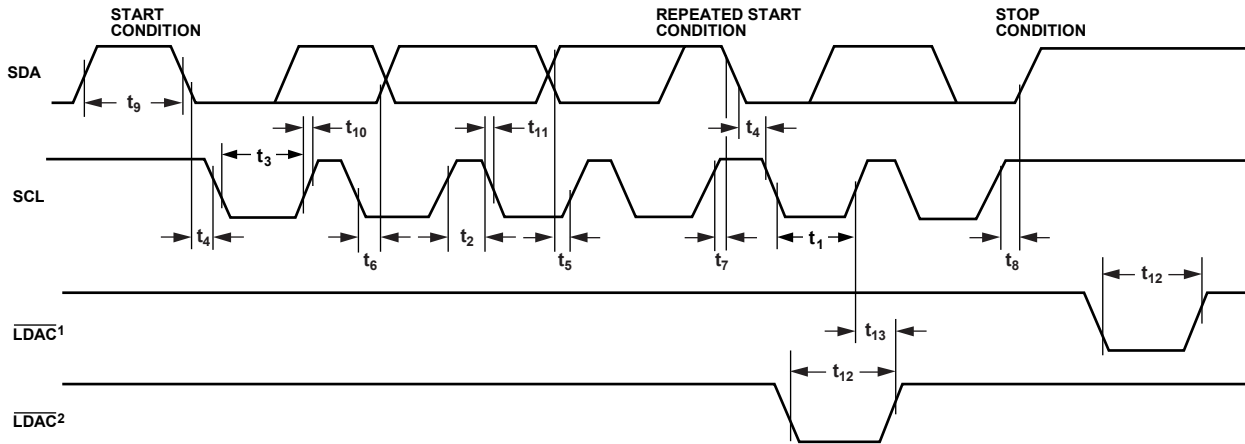 START
CONDITION
REPEATED START
CONDITION
STOP
CONDITION
SDA
t9
t10
t11
t4
t3
SCL
t4
t6
t2
t5
t7
t1
t8
t12
LDAC1
t13
t12
LDAC2